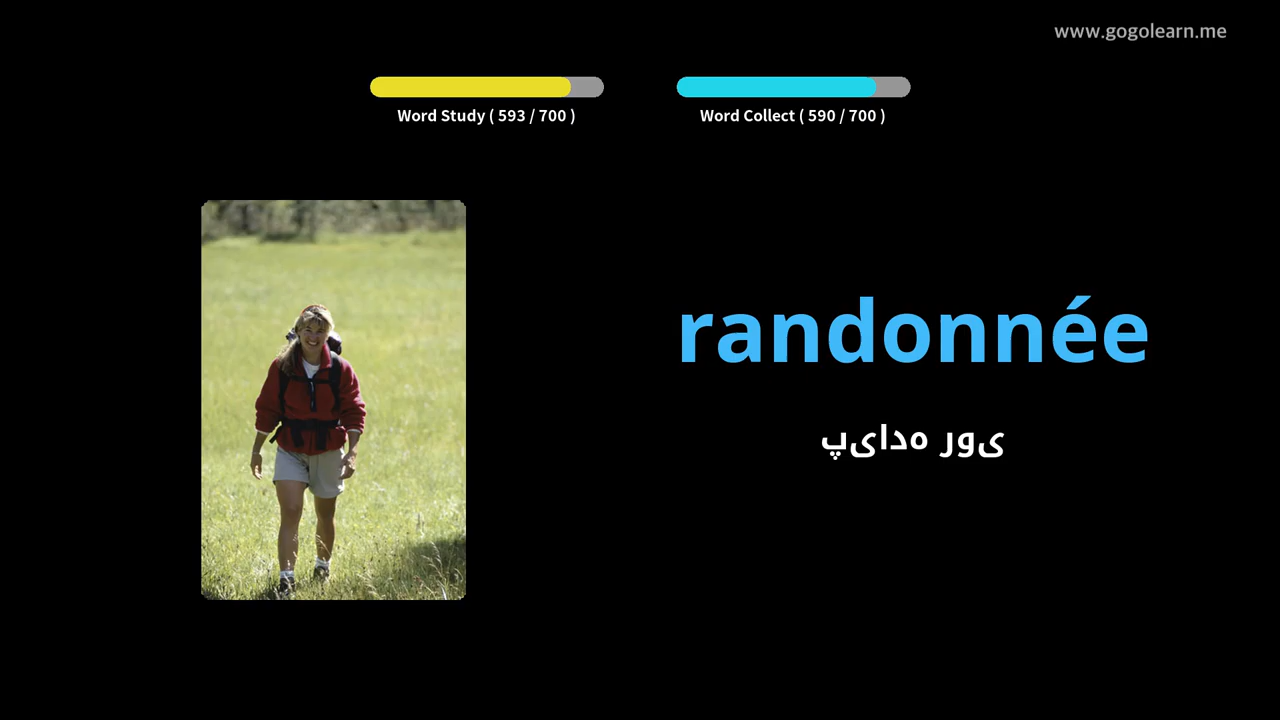 www.gogolearn.me
Word Study ( 593 / 700 )
Word Collect ( 590 / 700 )
randonnée
پیاده روی